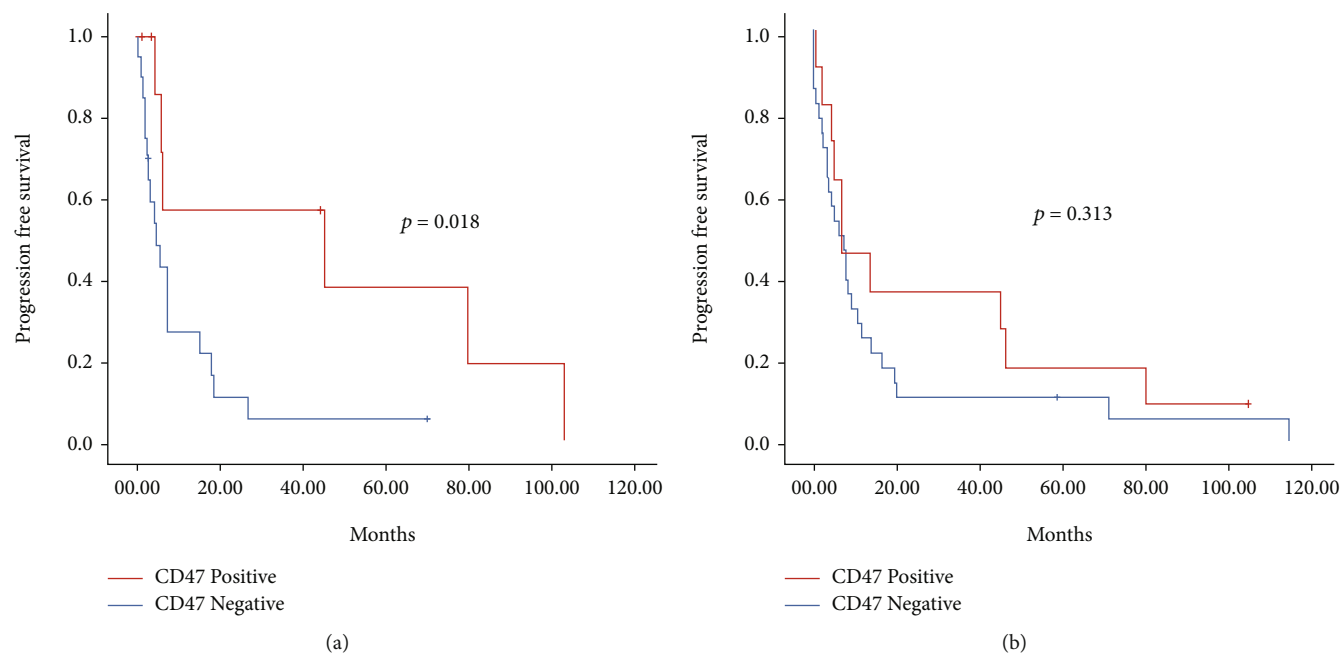 Progression free survival
1.0
0.8
0.6
0.4
0.2
0.0
p = 0.018
00.00 20.00 40.00 60.00 80.00 100.00 120.00
Months
CD47 Positive
CD47 Negative
(a)
Progression free survival
1.0
0.8
0.6
0.4
0.2
0.0
p = 0.313
00.00 20.00 40.00 60.00 80.00 100.00 120.00
Months
CD47 Positive
CD47 Negative
(b)